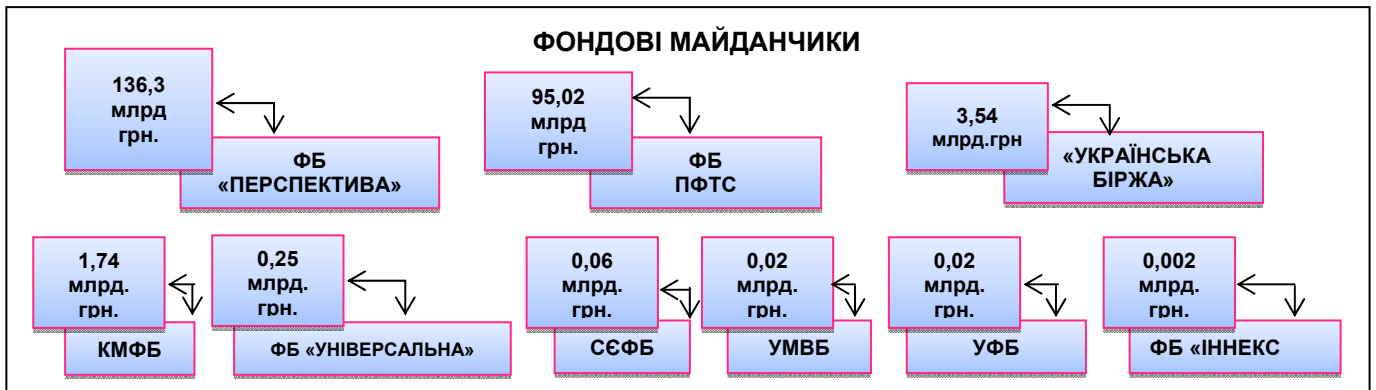 ФОНДОВІ МАЙДАНЧИКИ
136,3
млрд
грн.
ФБ
«ПЕРСПЕКТИВА»
95,02
млрд
грн.
ФБ
ПФТС
3,54
млрд.грн
«УКРАЇНСЬКА
БІРЖА»
1,74
млрд.
грн.
КМФБ
0,25
млрд.
грн.
ФБ «УНІВЕРСАЛЬНА»
0,06
млрд.
грн.
СЄФБ
0,02
млрд.
грн.
УМВБ
0,02
млрд.
грн.
УФБ
0,002
млрд.
грн.
ФБ «ІННЕКС